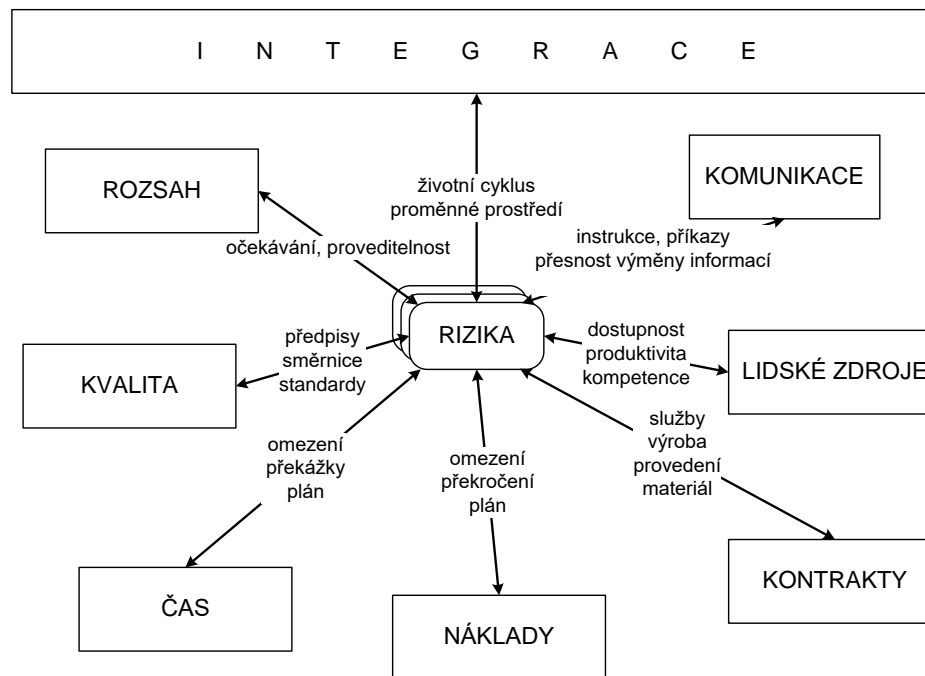 I N T E G R A C E
ROZSAH
životní cyklus
proměnné prostředí
KOMUNIKACE
očekávání, proveditelnost
instrukce, příkazy
přesnost výměny informací
předpisy
směrnice
standardy
RIZIKA
dostupnost
produktivita
kompetence
KVALITA
LIDSKÉ ZDROJE
omezení
překážky
plán
omezení
překročení
plán
služby
výroba
provedení
materiál
ČAS
NÁKLADY
KONTRAKTY